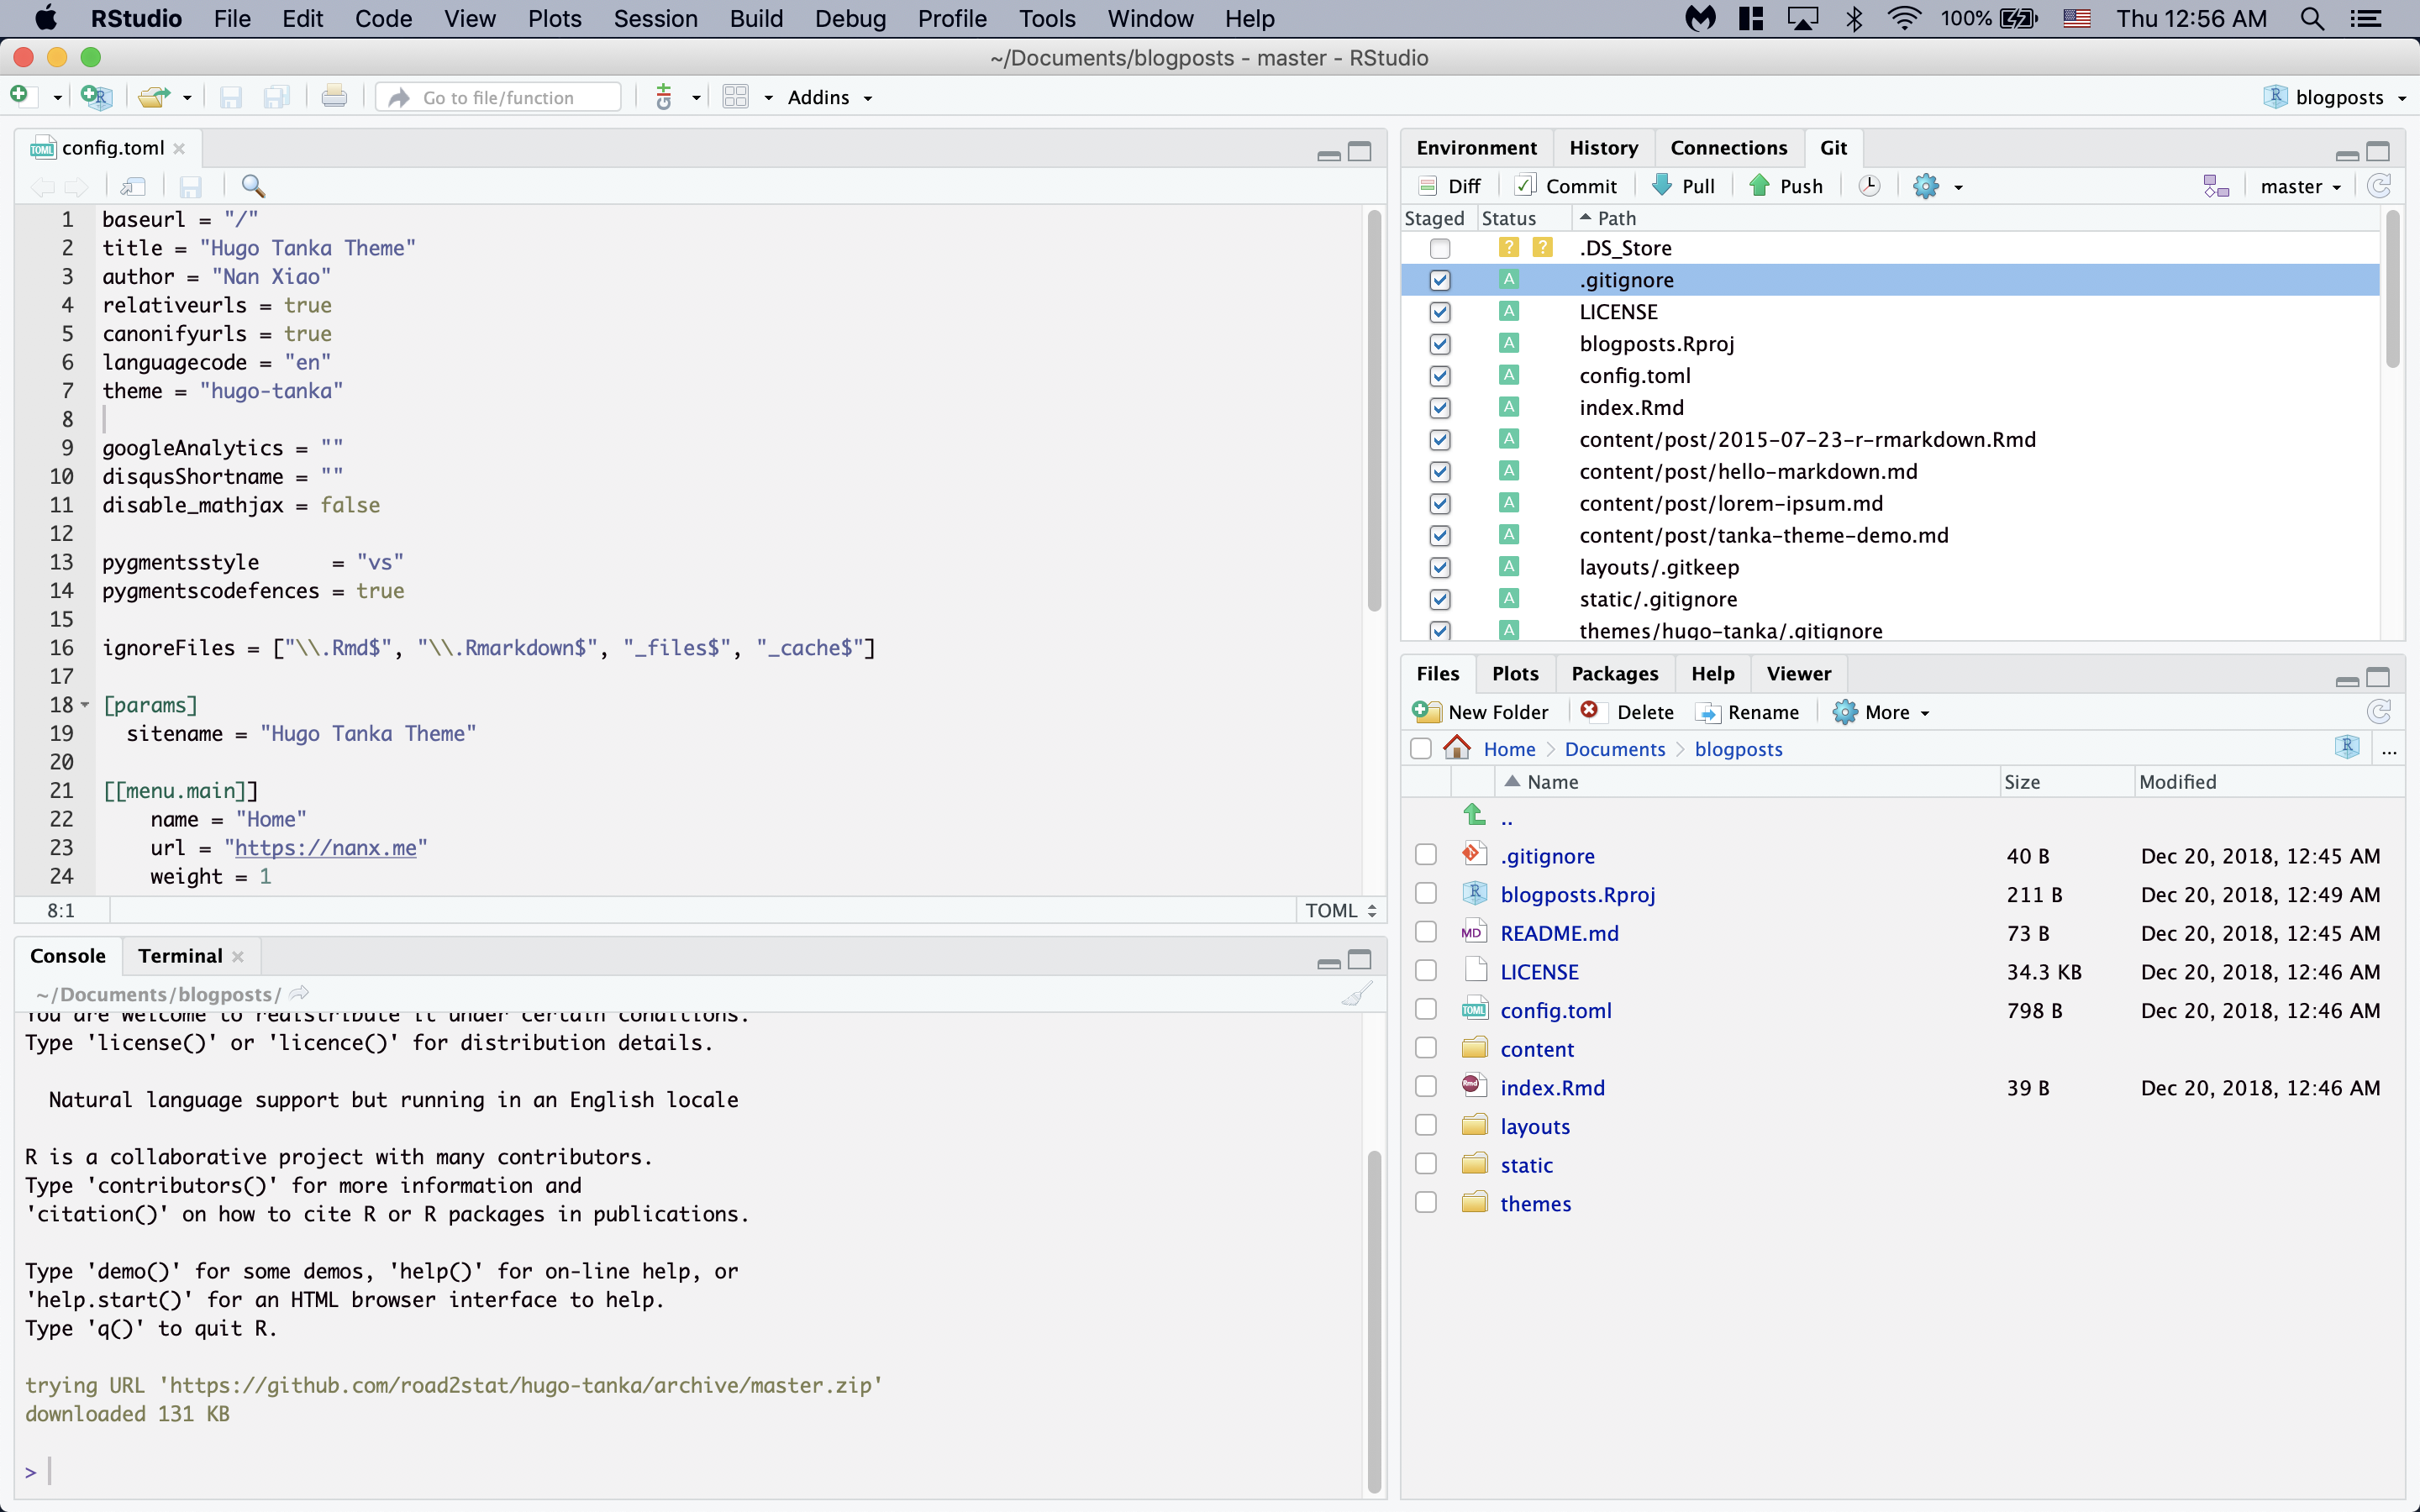 RStudio File Edit Code View Plots Session Build Debug Profile Tools Window Help 100% Thu 12:56 AM
~/Documents/blogposts - master - RStudio
Go to file/function Addins blogposts
config.toml
1 baseurl = "/"
2 title = "Hugo Tanka Theme"
3 author = "Nan Xiao"
4 relativeurls = true
5 canonifyurls = true
6 languagecode = "en"
7 theme = "hugo-tanka"
8
9 googleAnalytics = ""
10 disqusShortname = ""
11 disable_mathjax = false
12
13 pygmentsstyle      = "vs"
14 pygmentscodefences = true
15
16 ignoreFiles = ["\\.Rmd$", "\\.Rmarkdown$", "_files$", "_cache$"]
17
18 [params]
19   sitename = "Hugo Tanka Theme"
20
21 [[menu.main]]
22     name = "Home"
23     url = "https://nanx.me"
24     weight = 1
8:1 TOML
Console Terminal
~/Documents/blogposts/
You are welcome to redistribute it under certain conditions.
Type 'license()' or 'licence()' for distribution details.
  Natural language support but running in an English locale
R is a collaborative project with many contributors.
Type 'contributors()' for more information and
'citation()' on how to cite R or R packages in publications.
Type 'demo()' for some demos, 'help()' for on-line help, or
'help.start()' for an HTML browser interface to help.
Type 'q()' to quit R.
trying URL 'https://github.com/road2stat/hugo-tanka/archive/master.zip'
downloaded 131 KB
>
Environment History Connections Git
Diff Commit Pull Push master
Staged Status Path
? ? .DS_Store
A .gitignore
A LICENSE
A blogposts.Rproj
A config.toml
A index.Rmd
A content/post/2015-07-23-r-rmarkdown.Rmd
A content/post/hello-markdown.md
A content/post/lorem-ipsum.md
A content/post/tanka-theme-demo.md
A layouts/.gitkeep
A static/.gitignore
A themes/hugo-tanka/.gitignore
Files Plots Packages Help Viewer
New Folder Delete Rename More
Home Documents blogposts ...
Name Size Modified
..
.gitignore 40 B Dec 20, 2018, 12:45 AM
blogposts.Rproj 211 B Dec 20, 2018, 12:49 AM
MD README.md 73 B Dec 20, 2018, 12:45 AM
LICENSE 34.3 KB Dec 20, 2018, 12:46 AM
TOML config.toml 798 B Dec 20, 2018, 12:46 AM
content
Rmd index.Rmd 39 B Dec 20, 2018, 12:46 AM
layouts
static
themes